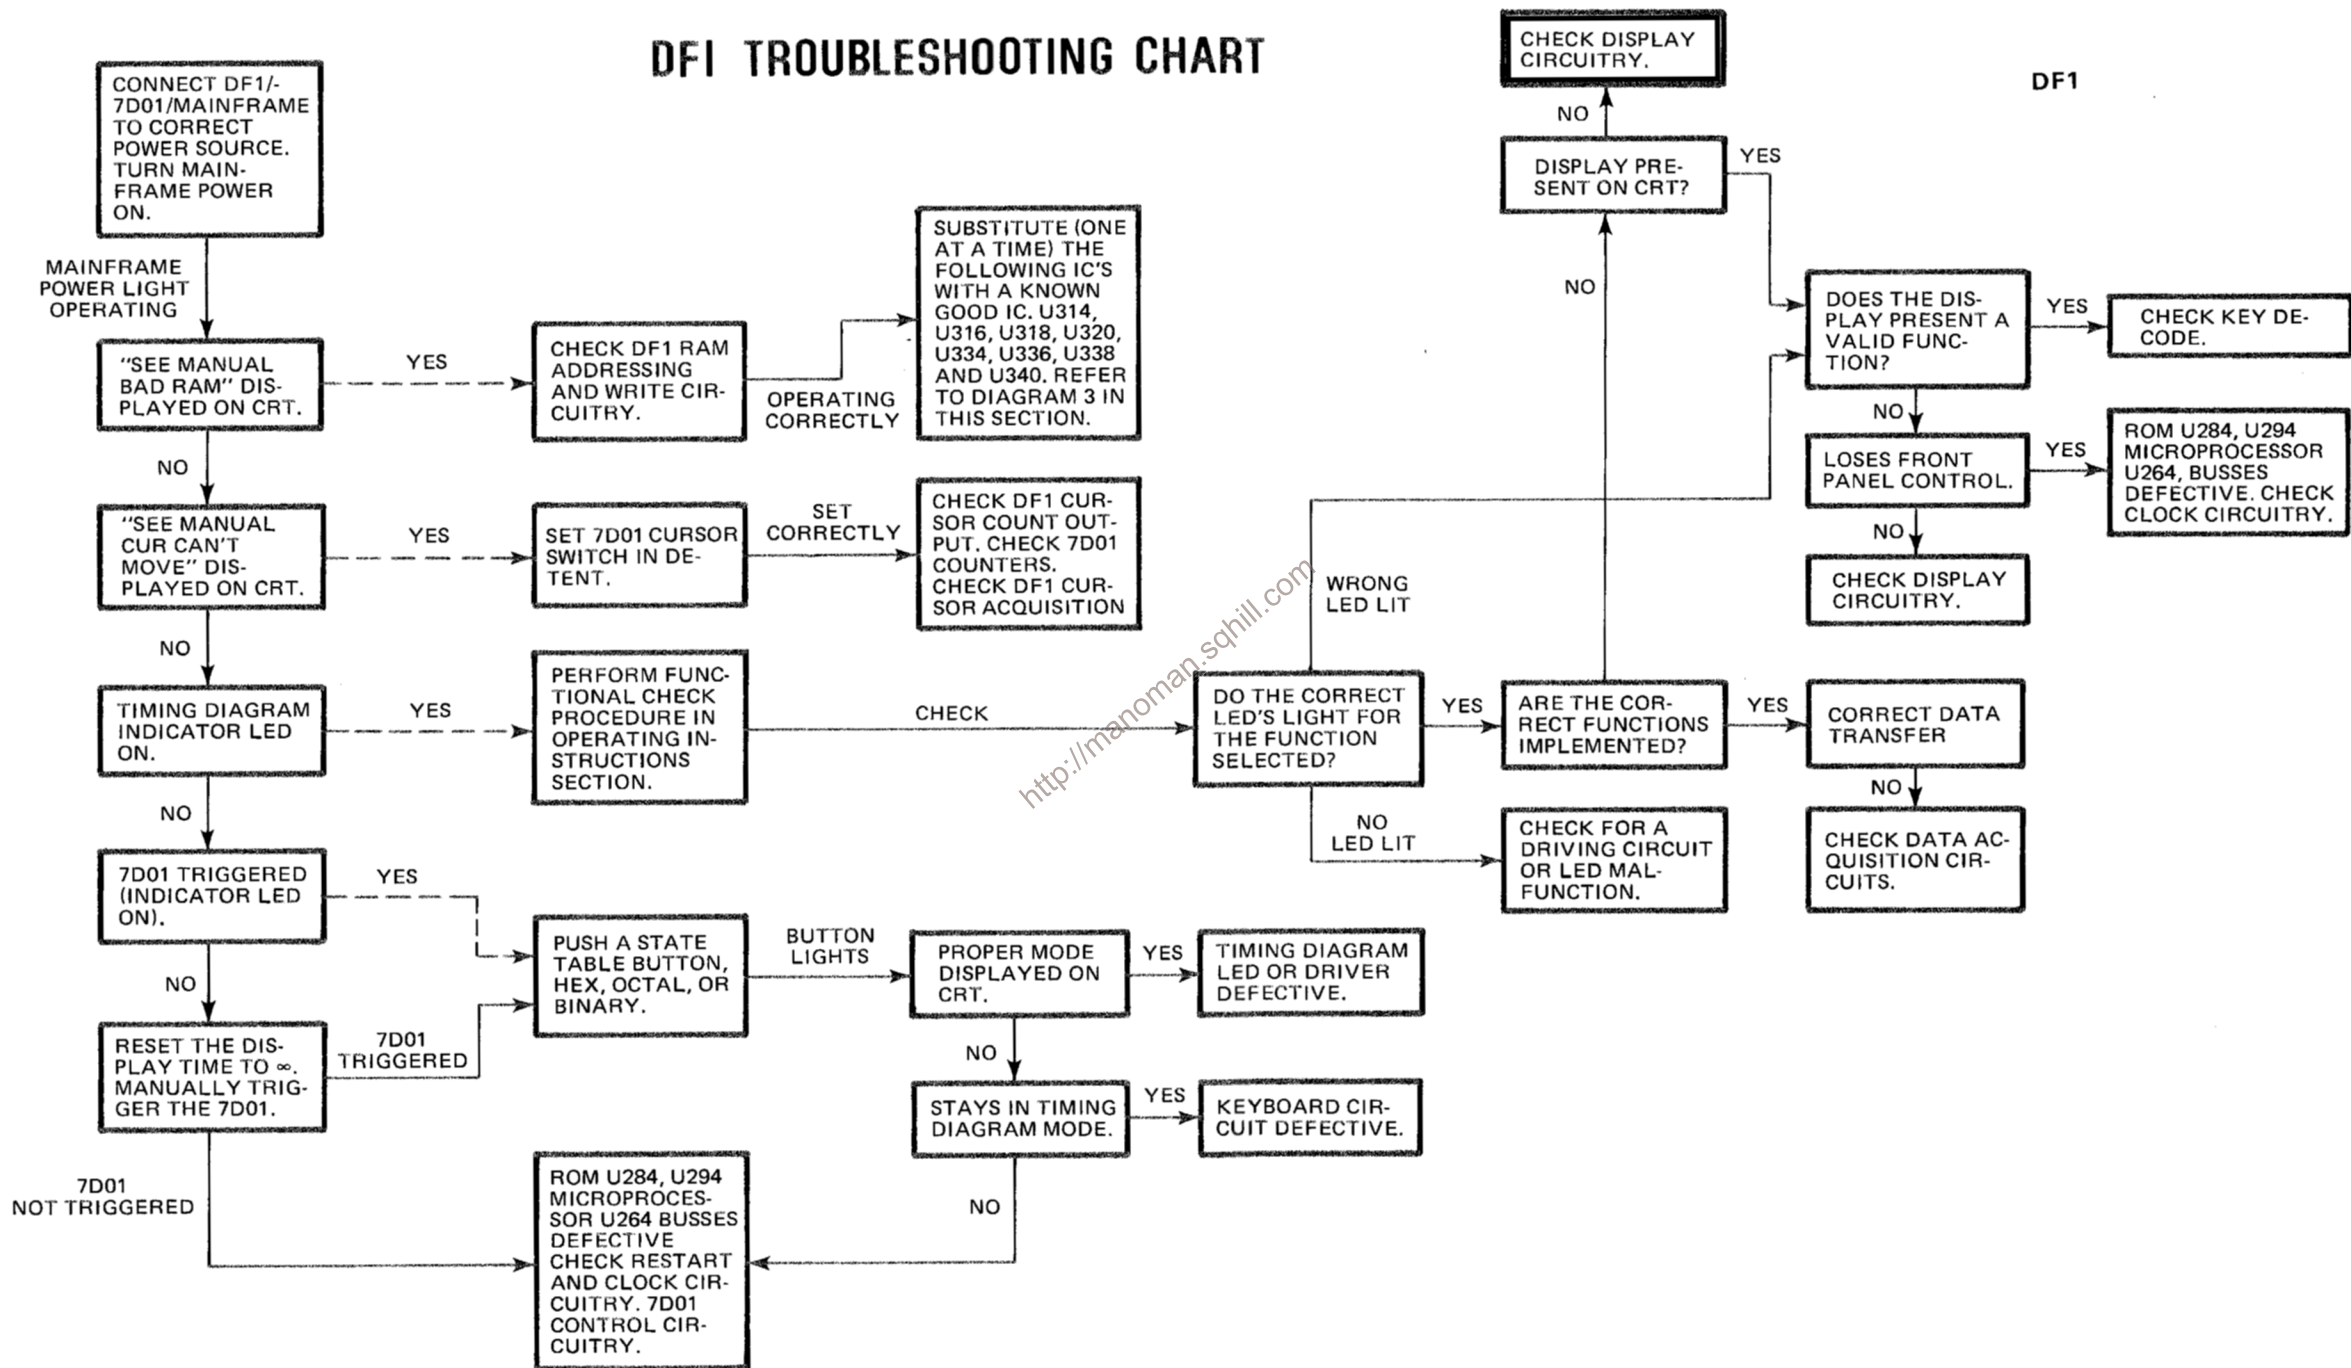 DF1 TROUBLESHOOTING CHART
DF1
CONNECT DF1/-
7D01/MAINFRAME
TO CORRECT
POWER SOURCE.
TURN MAIN-
FRAME POWER
ON.
MAINFRAME
POWER LIGHT
OPERATING
"SEE MANUAL
BAD RAM" DIS-
PLAYED ON CRT.
YES
CHECK DF1 RAM
ADDRESSING
AND WRITE CIR-
CUITRY.
OPERATING
CORRECTLY
SUBSTITUTE (ONE
AT A TIME) THE
FOLLOWING IC'S
WITH A KNOWN
GOOD IC. U314,
U316, U318, U320,
U334, U336, U338
AND U340. REFER
TO DIAGRAM 3 IN
THIS SECTION.
NO
"SEE MANUAL
CUR CAN'T
MOVE" DIS-
PLAYED ON CRT.
YES
SET 7D01 CURSOR
SWITCH IN DE-
TENT.
SET
CORRECTLY
CHECK DF1 CUR-
SOR COUNT OUT-
PUT. CHECK 7D01
COUNTERS.
CHECK DF1 CUR-
SOR ACQUISITION
NO
TIMING DIAGRAM
INDICATOR LED
ON.
YES
PERFORM FUNC-
TIONAL CHECK
PROCEDURE IN
OPERATING IN-
STRUCTIONS
SECTION.
CHECK
DO THE CORRECT
LED'S LIGHT FOR
THE FUNCTION
SELECTED?
WRONG
LED LIT
YES
NO
LED LIT
CHECK FOR A
DRIVING CIRCUIT
OR LED MAL-
FUNCTION.
ARE THE COR-
RECT FUNCTIONS
IMPLEMENTED?
YES
CORRECT DATA
TRANSFER
NO
CHECK DATA AC-
QUISITION CIR-
CUITS.
NO
DISPLAY PRE-
SENT ON CRT?
NO
CHECK DISPLAY
CIRCUITRY.
YES
DOES THE DIS-
PLAY PRESENT A
VALID FUNC-
TION?
YES
CHECK KEY DE-
CODE.
NO
LOSES FRONT
PANEL CONTROL.
YES
ROM U284, U294
MICROPROCESSOR
U264, BUSSES
DEFECTIVE. CHECK
CLOCK CIRCUITRY.
NO
CHECK DISPLAY
CIRCUITRY.
NO
7D01 TRIGGERED
(INDICATOR LED
ON).
YES
PUSH A STATE
TABLE BUTTON,
HEX, OCTAL, OR
BINARY.
BUTTON
LIGHTS
PROPER MODE
DISPLAYED ON
CRT.
YES
TIMING DIAGRAM
LED OR DRIVER
DEFECTIVE.
NO
STAYS IN TIMING
DIAGRAM MODE.
YES
KEYBOARD CIR-
CUIT DEFECTIVE.
NO
NO
RESET THE DIS-
PLAY TIME TO ∞.
MANUALLY TRIG-
GER THE 7D01.
7D01
TRIGGERED
7D01
NOT TRIGGERED
ROM U284, U294
MICROPROCES-
SOR U264 BUSSES
DEFECTIVE
CHECK RESTART
AND CLOCK CIR-
CUITRY. 7D01
CONTROL CIR-
CUITRY.
http://manoman.sqhill.com